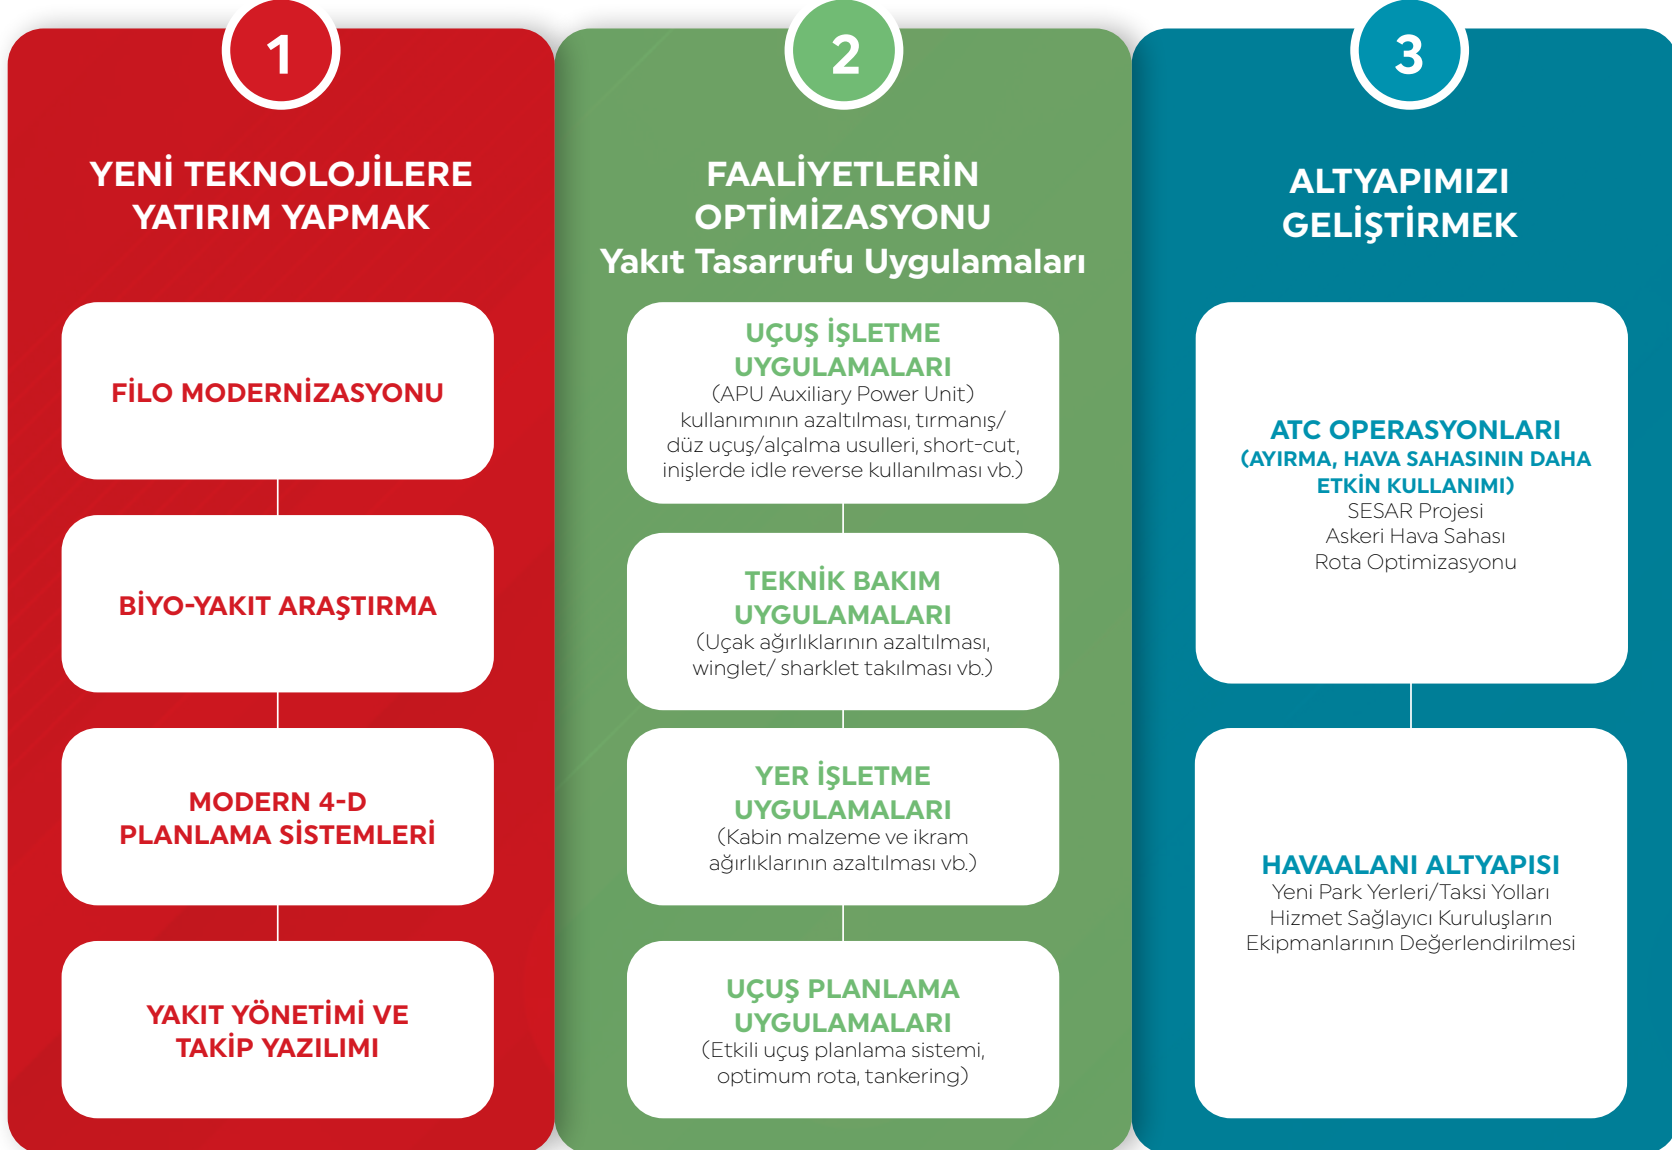 1
YENİ TEKNOLOJİLERE
YATIRIM YAPMAK
FİLO MODERNİZASYONU
BİYO-YAKIT ARAŞTIRMA
MODERN 4-D
PLANLAMA SİSTEMLERİ
YAKIT YÖNETİMİ VE
TAKİP YAZILIMI
2
FAALİYETLERİN
OPTİMİZASYONU
Yakıt Tasarrufu Uygulamaları
UÇUŞ İŞLETME
UYGULAMALARI
(APU Auxiliary Power Unit)
kullanımının azaltılması, tırmanış/
düz uçuş/alçalma usulleri, short-cut,
inişlerde idle reverse kullanılması vb.)
TEKNİK BAKIM
UYGULAMALARI
(Uçak ağırlıklarının azaltılması,
winglet/ sharklet takılması vb.)
YER İŞLETME
UYGULAMALARI
(Kabin malzeme ve ikram
ağırlıklarının azaltılması vb.)
UÇUŞ PLANLAMA
UYGULAMALARI
(Etkili uçuş planlama sistemi,
optimum rota, tankering)
3
ALTYAPIMIZI
GELİŞTİRMEK
ATC OPERASYONLARI
(AYIRMA, HAVA SAHASININ DAHA
ETKİN KULLANIMI)
SESAR Projesi
Askeri Hava Sahası
Rota Optimizasyonu
HAVAALANI ALTYAPISI
Yeni Park Yerleri/Taksi Yolları
Hizmet Sağlayıcı Kuruluşların
Ekipmanlarının Değerlendirilmesi